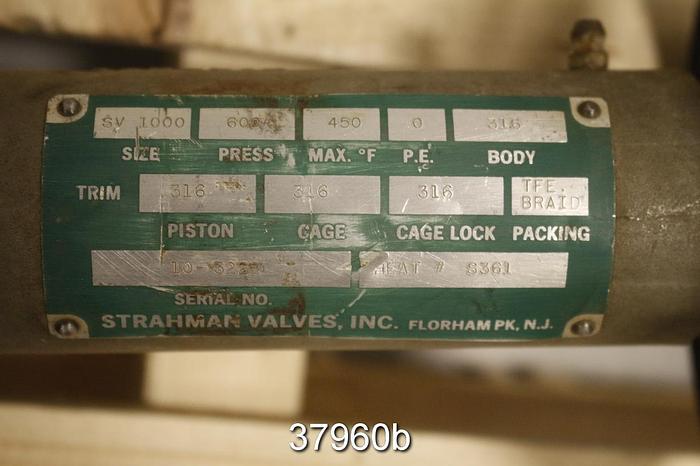 SV 1000 450 0 316
SIZE PRESS MAX. °F P.E. BODY
TRIM 316 316 316 TFE. BRAID
PISTON CAGE CAGE LOCK PACKING
HEAT # S361
SERIAL NO.
STRAHMAN VALVES, INC. FLORHAM PK, N.J.
37960b